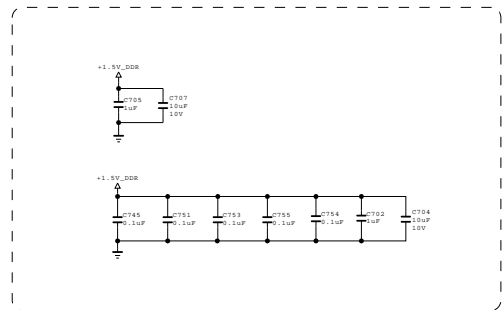 +1.5V_DDR
C705
1uF
C707
10uF
10V
+1.5V_DDR
C745
0.1uF
C751
0.1uF
C753
0.1uF
C755
0.1uF
C754
0.1uF
C702
1uF
C704
10uF
10V